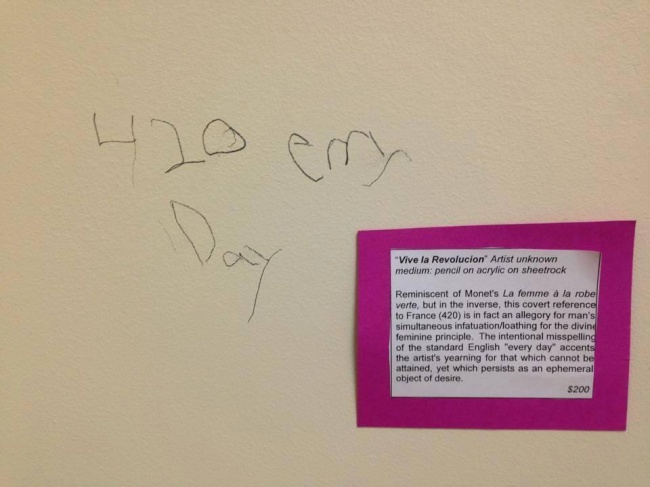 420 emy
Day
"Vive la Revolucion" Artist unknown
medium: pencil on acrylic on sheetrock
Reminiscent of Monet's La femme à la robe
verte, but in the inverse, this covert reference
to France (420) is in fact an allegory for man's
simultaneous infatuation/loathing for the divine
feminine principle. The intentional misspelling
of the standard English "every day" accents
the artist's yearning for that which cannot be
attained, yet which persists as an ephemeral
object of desire.
$200